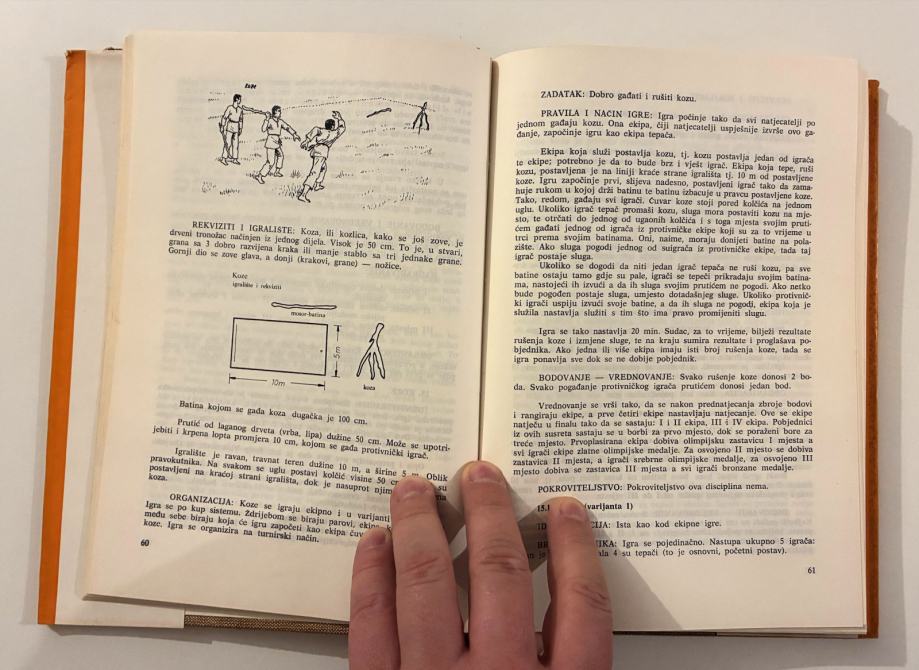 KOZE
REKVIZITI I IGRALIŠTE: Koza, ili kozlica, kako se još zove, je
drveni tronožac načinjen iz jednog dijela. Visok je 50 cm. To je, u stvari,
grana sa 3 dobro razvijena kraka ili manje stablo sa tri jednake grane.
Gornji dio se zove glava, a donji (krakovi, grane) — nožice.
Koze
igralište i rekviziti
motor-batina
5m
10m
koza
Batina kojom se gađa koza dugačka je 100 cm.
Prutić od laganog drveta (vrba, lipa) dužine 50 cm. Može se upotri-
jebiti i krpena lopta promjera 10 cm, kojom se gađa protivnički igrač.
Igralište je ravan, travnat teren dužine 10 m, a širine 5 m. Oblik
pravokutnika. Na svakom se uglu postavi kolčić visine 50 su
postavljeni na kraćoj strani igrališta, dok je nasuprot njim
koza.
ORGANIZACIJA: Koze se igraju ekipno i u varijanti
Igra se po kup sistemu. Ždrijebom se biraju parovi, ekipe
među sebe biraju koja će igru započeti kao ekipa
koze. Igra se organizira na turnirski način.
60
ZADATAK: Dobro gađati i rušiti kozu.
PRAVILA I NAČIN IGRE: Igra počinje tako da svi natjecatelji po
jednom gađaju kozu. Ona ekipa, čiji natjecatelji uspješnije izvrše ovo ga-
đanje, započinje igru kao ekipa tepača.
Ekipa koja služi postavlja kozu, tj. kozu postavlja jedan od igrača
te ekipe; potrebno je da to bude brz i vješt igrač. Ekipa koja tepe, ruši
kozu, postavljena je na liniji kraće strane igrališta tj. 10 m od postavljene
koze. Igru započinje prvi, slijeva nadesno, postavljeni igrač tako da zama-
huje rukom u kojoj drži batinu te batinu izbacuje u pravcu postavljene koze.
Tako, redom, gađaju svi igrači. Čuvar koze stoji pored kolčića na jednom
uglu. Ukoliko igrač tepač promaši kozu, sluga mora postaviti kozu na mje-
sto, te otrčati do jednog od ugaonih kolčića i s toga mjesta svojim pruti-
ćem gađati jednog od igrača iz protivničke ekipe koji su za to vrijeme u
trci prema svojim batinama. Oni, naime, moraju donijeti batine na pola-
zište. Ako sluga pogodi jednog od suigrača iz protivničke ekipe, tada taj
igrač postaje sluga.
Ukoliko se dogodi da niti jedan igrač tepača ne ruši kozu, pa sve
batine ostaju tamo gdje su pale, igrači se tepači prikradaju svojim batina-
ma, nastojeći ih izvući a da ih sluga svojim prutićem ne pogodi. Ako netko
bude pogođen postaje sluga, umjesto dotadašnjeg sluge. Ukoliko protivnič-
ki igrači uspiju izvući svoje batine, a da ih sluga ne pogodi, ekipa koja je
služila nastavlja služiti s tim što ima pravo promijeniti slugu.
Igra se tako nastavlja 20 min. Sudac, za to vrijeme, bilježi rezultate
rušenja koze i izmjene sluge, te na kraju sumira rezultate i proglašava po-
bjednika. Ako jedna ili više ekipa imaju isti broj rušenja koze, tada se
igra ponavlja sve dok se ne dobije pobjednik.
BODOVANJE — VREDNOVANJE: Svako rušenje koze donosi 2 bo-
da. Svako pogađanje protivničkog igrača prutićem donosi jedan bod.
Vrednovanje se vrši tako, da se nakon prednatjecanja zbroje bodovi
i rangiraju ekipe, a prve četiri ekipe nastavljaju natjecanje. Ove se ekipe
natječu u finalu tako da se sastaju: I i II ekipa, III i IV ekipa. Pobjednici
iz ovih susreta sastaju se u borbi za prvo mjesto, dok se poraženi bore za
treće mjesto. Prvoplasirana ekipa dobiva olimpijsku zastavicu I mjesta a
svi igrači ekipe zlatne olimpijske medalje. Za osvojeno II mjesto se dobiva
zastavica II mjesta, a igrači srebrne olimpijske medalje, za osvojeno III
mjesto dobiva se zastavica III mjesta a svi igrači bronzane medalje.
POKROVITELJSTVO: Pokroviteljstvo ova disciplina nema.
(varijanta 1)
Ista kao kod ekipne igre.
Igra se pojedinačno. Nastupa ukupno 5 igrača:
4 su tepači (to je osnovni, početni postav).
61